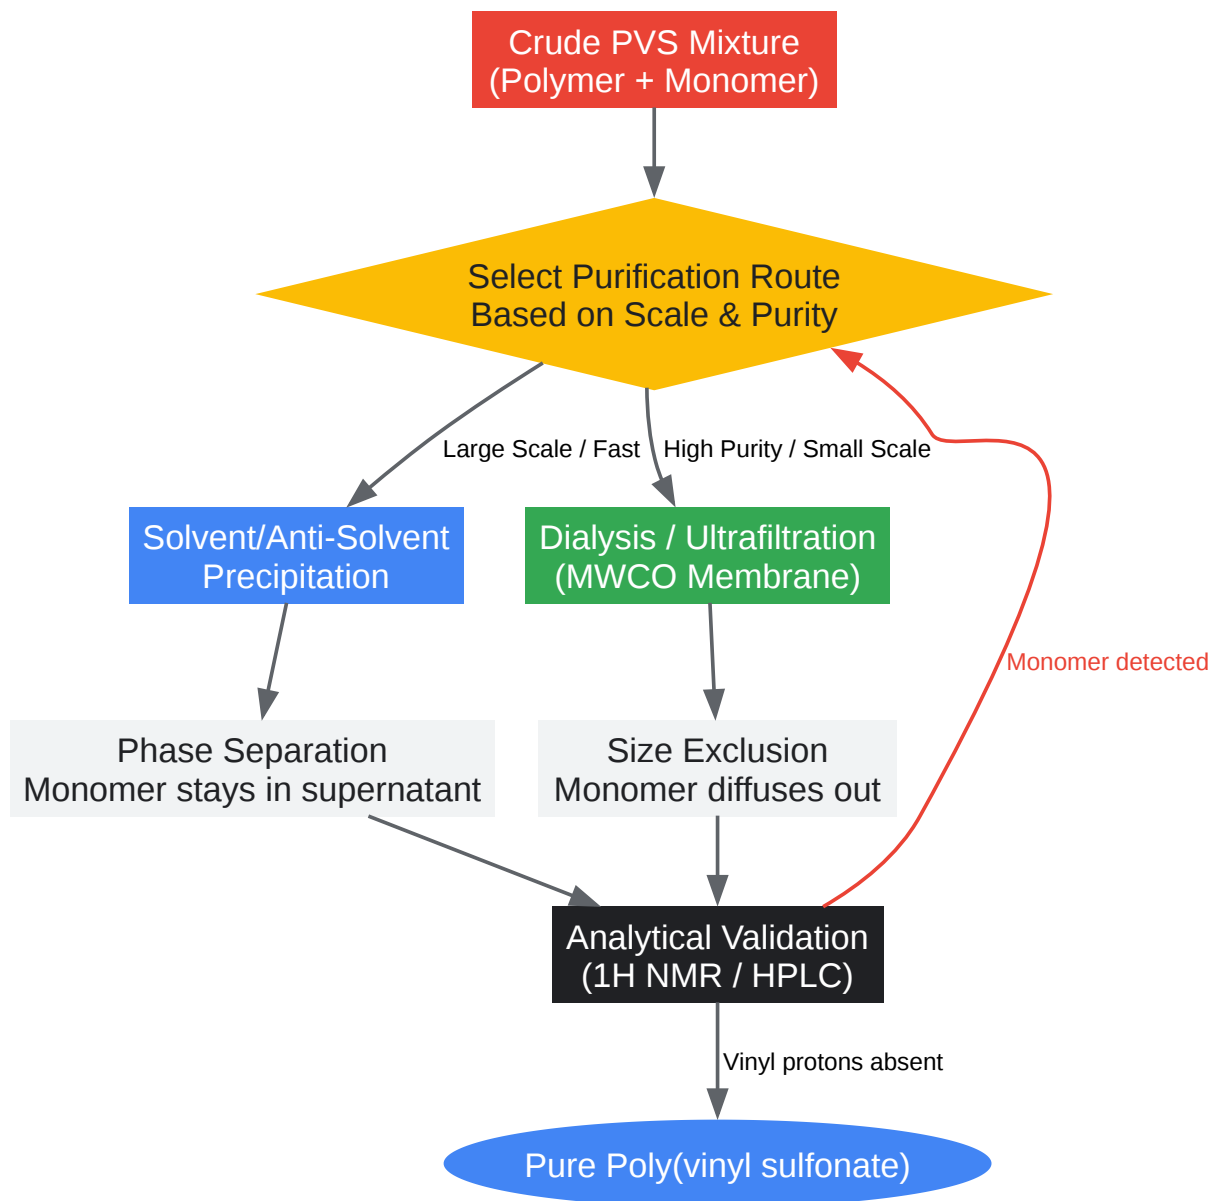 Crude PVS Mixture
(Polymer + Monomer)
Select Purification Route
Based on Scale & Purity
Large Scale / Fast
High Purity / Small Scale
Solvent/Anti-Solvent
Precipitation
Dialysis / Ultrafiltration
(MWCO Membrane)
Monomer detected
Phase Separation
Monomer stays in supernatant
Size Exclusion
Monomer diffuses out
Analytical Validation
(1H NMR / HPLC)
Vinyl protons absent
Pure Poly(vinyl sulfonate)